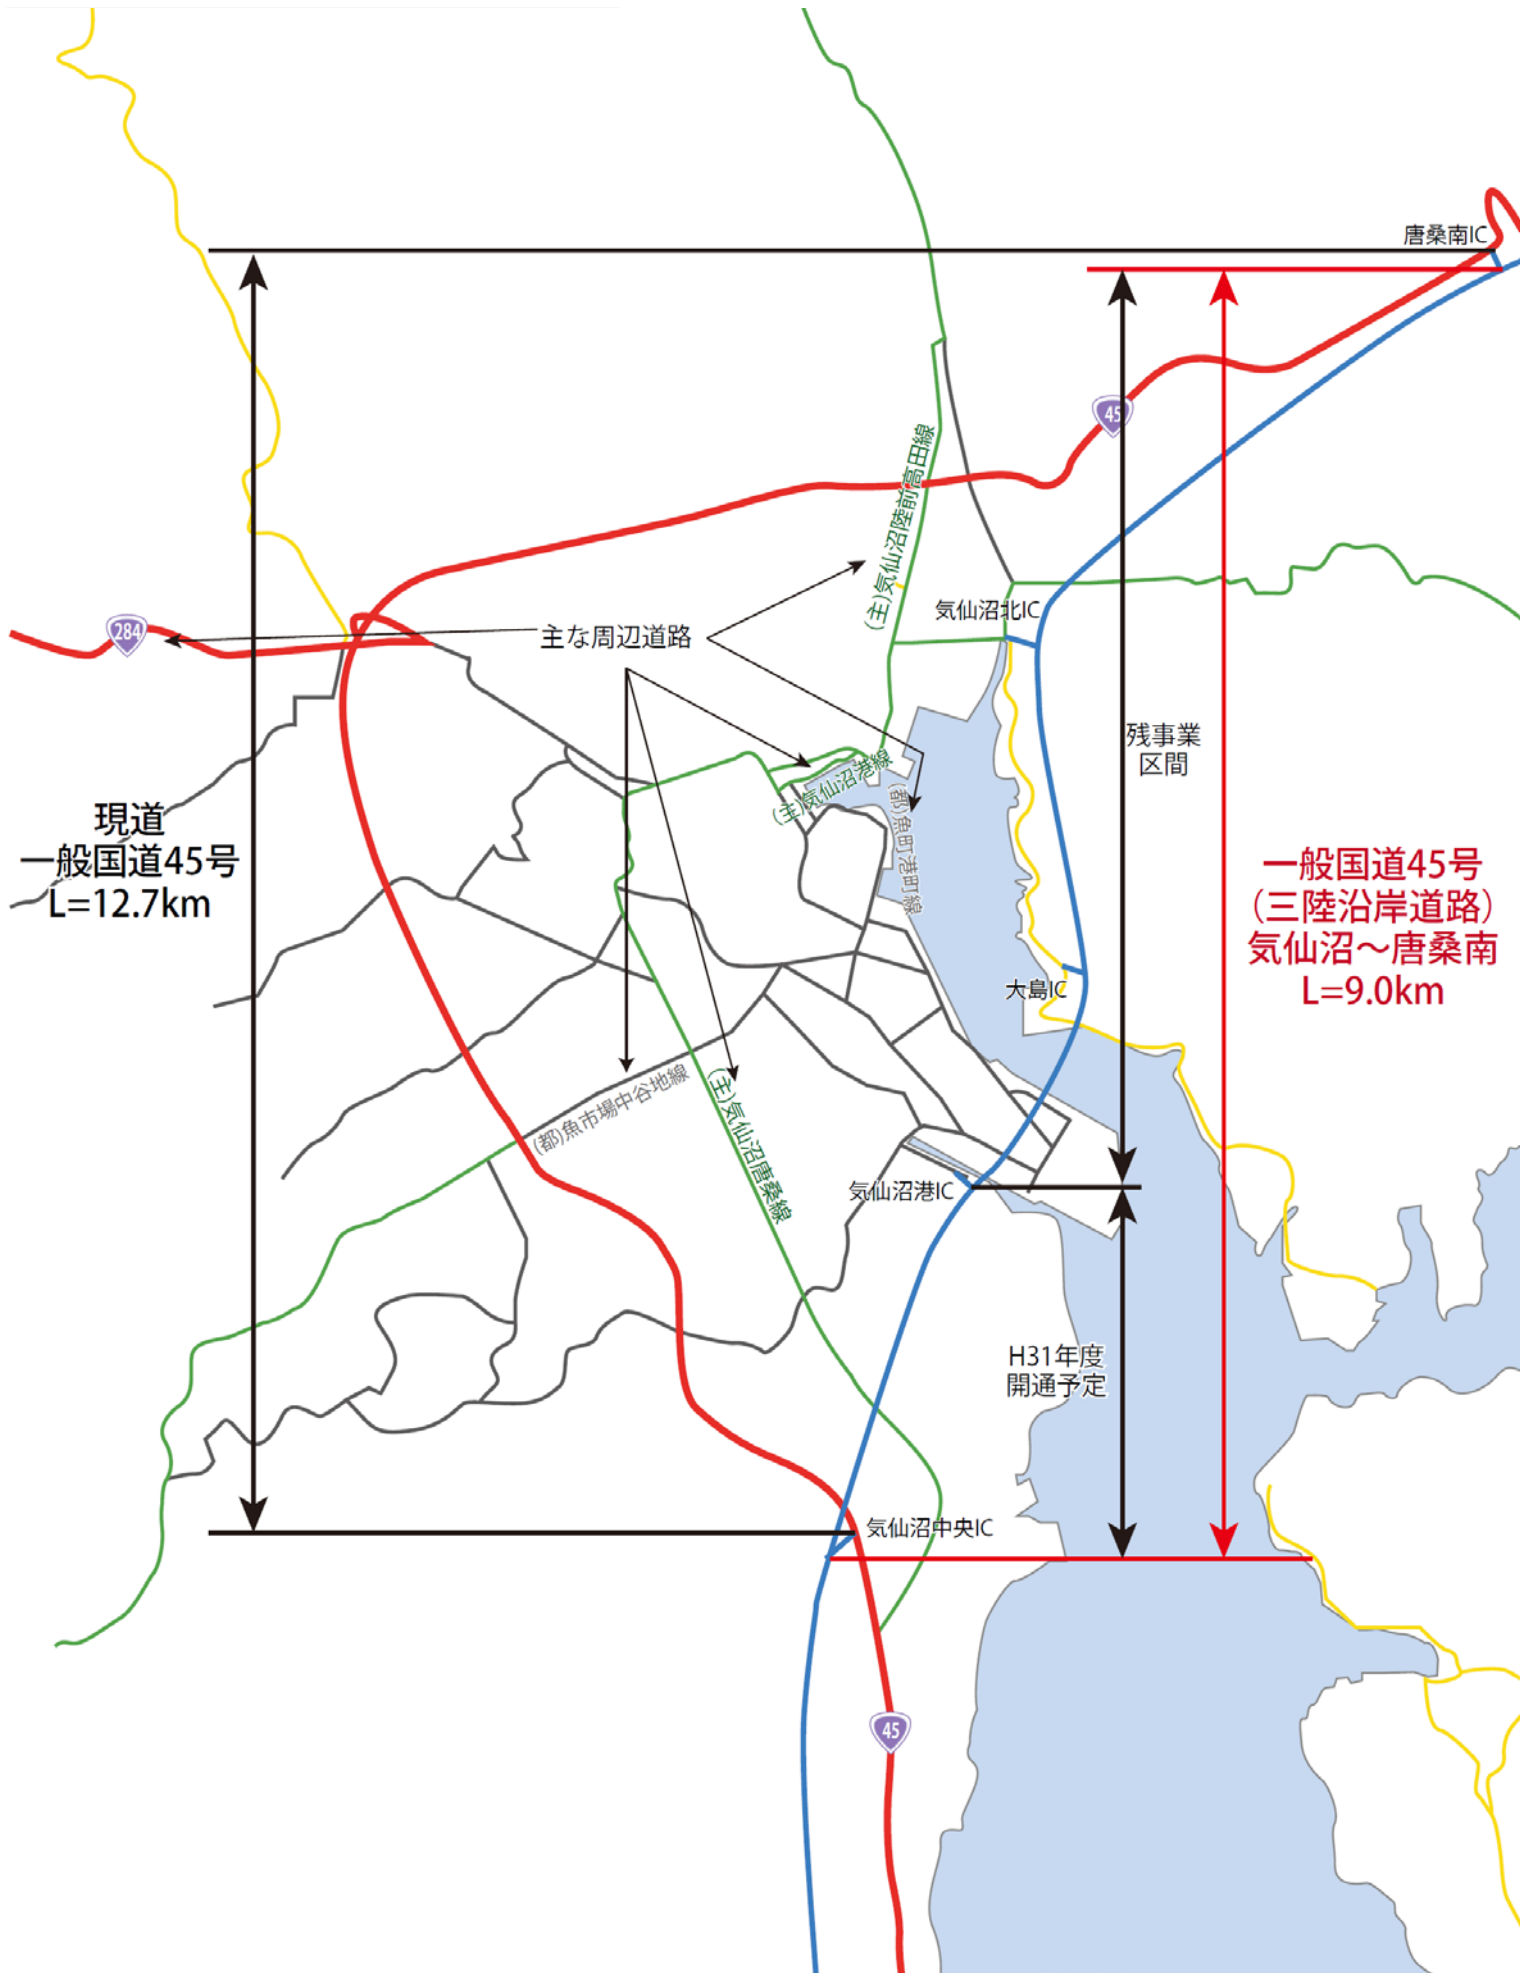 唐桑南IC
45
(主)気仙沼陸前高田線
気仙沼北IC
284
主な周辺道路
残事業
区間
(主)気仙沼港線
(都)魚町港町線
現道
一般国道45号
L=12.7km
一般国道45号
（三陸沿岸道路）
気仙沼～唐桑南
L=9.0km
大島IC
(都)魚市場中谷地線
(主)気仙沼唐桑線
気仙沼港IC
H31年度
開通予定
気仙沼中央IC
45